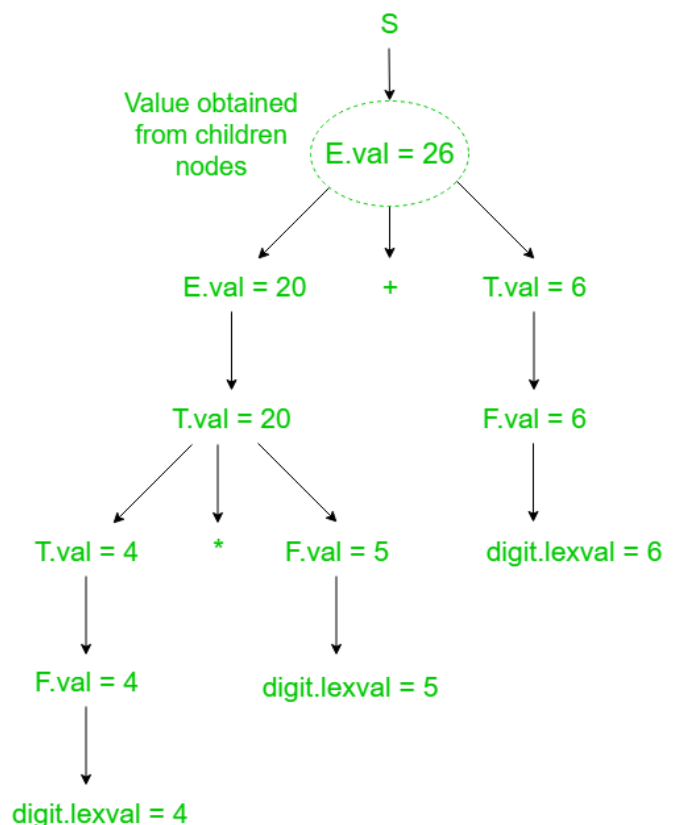 S
Value obtained
from children
nodes
E.val = 26
E.val = 20
+
T.val = 6
T.val = 20
F.val = 6
T.val = 4
*
F.val = 5
digit.lexval = 6
F.val = 4
digit.lexval = 5
digit.lexval = 4